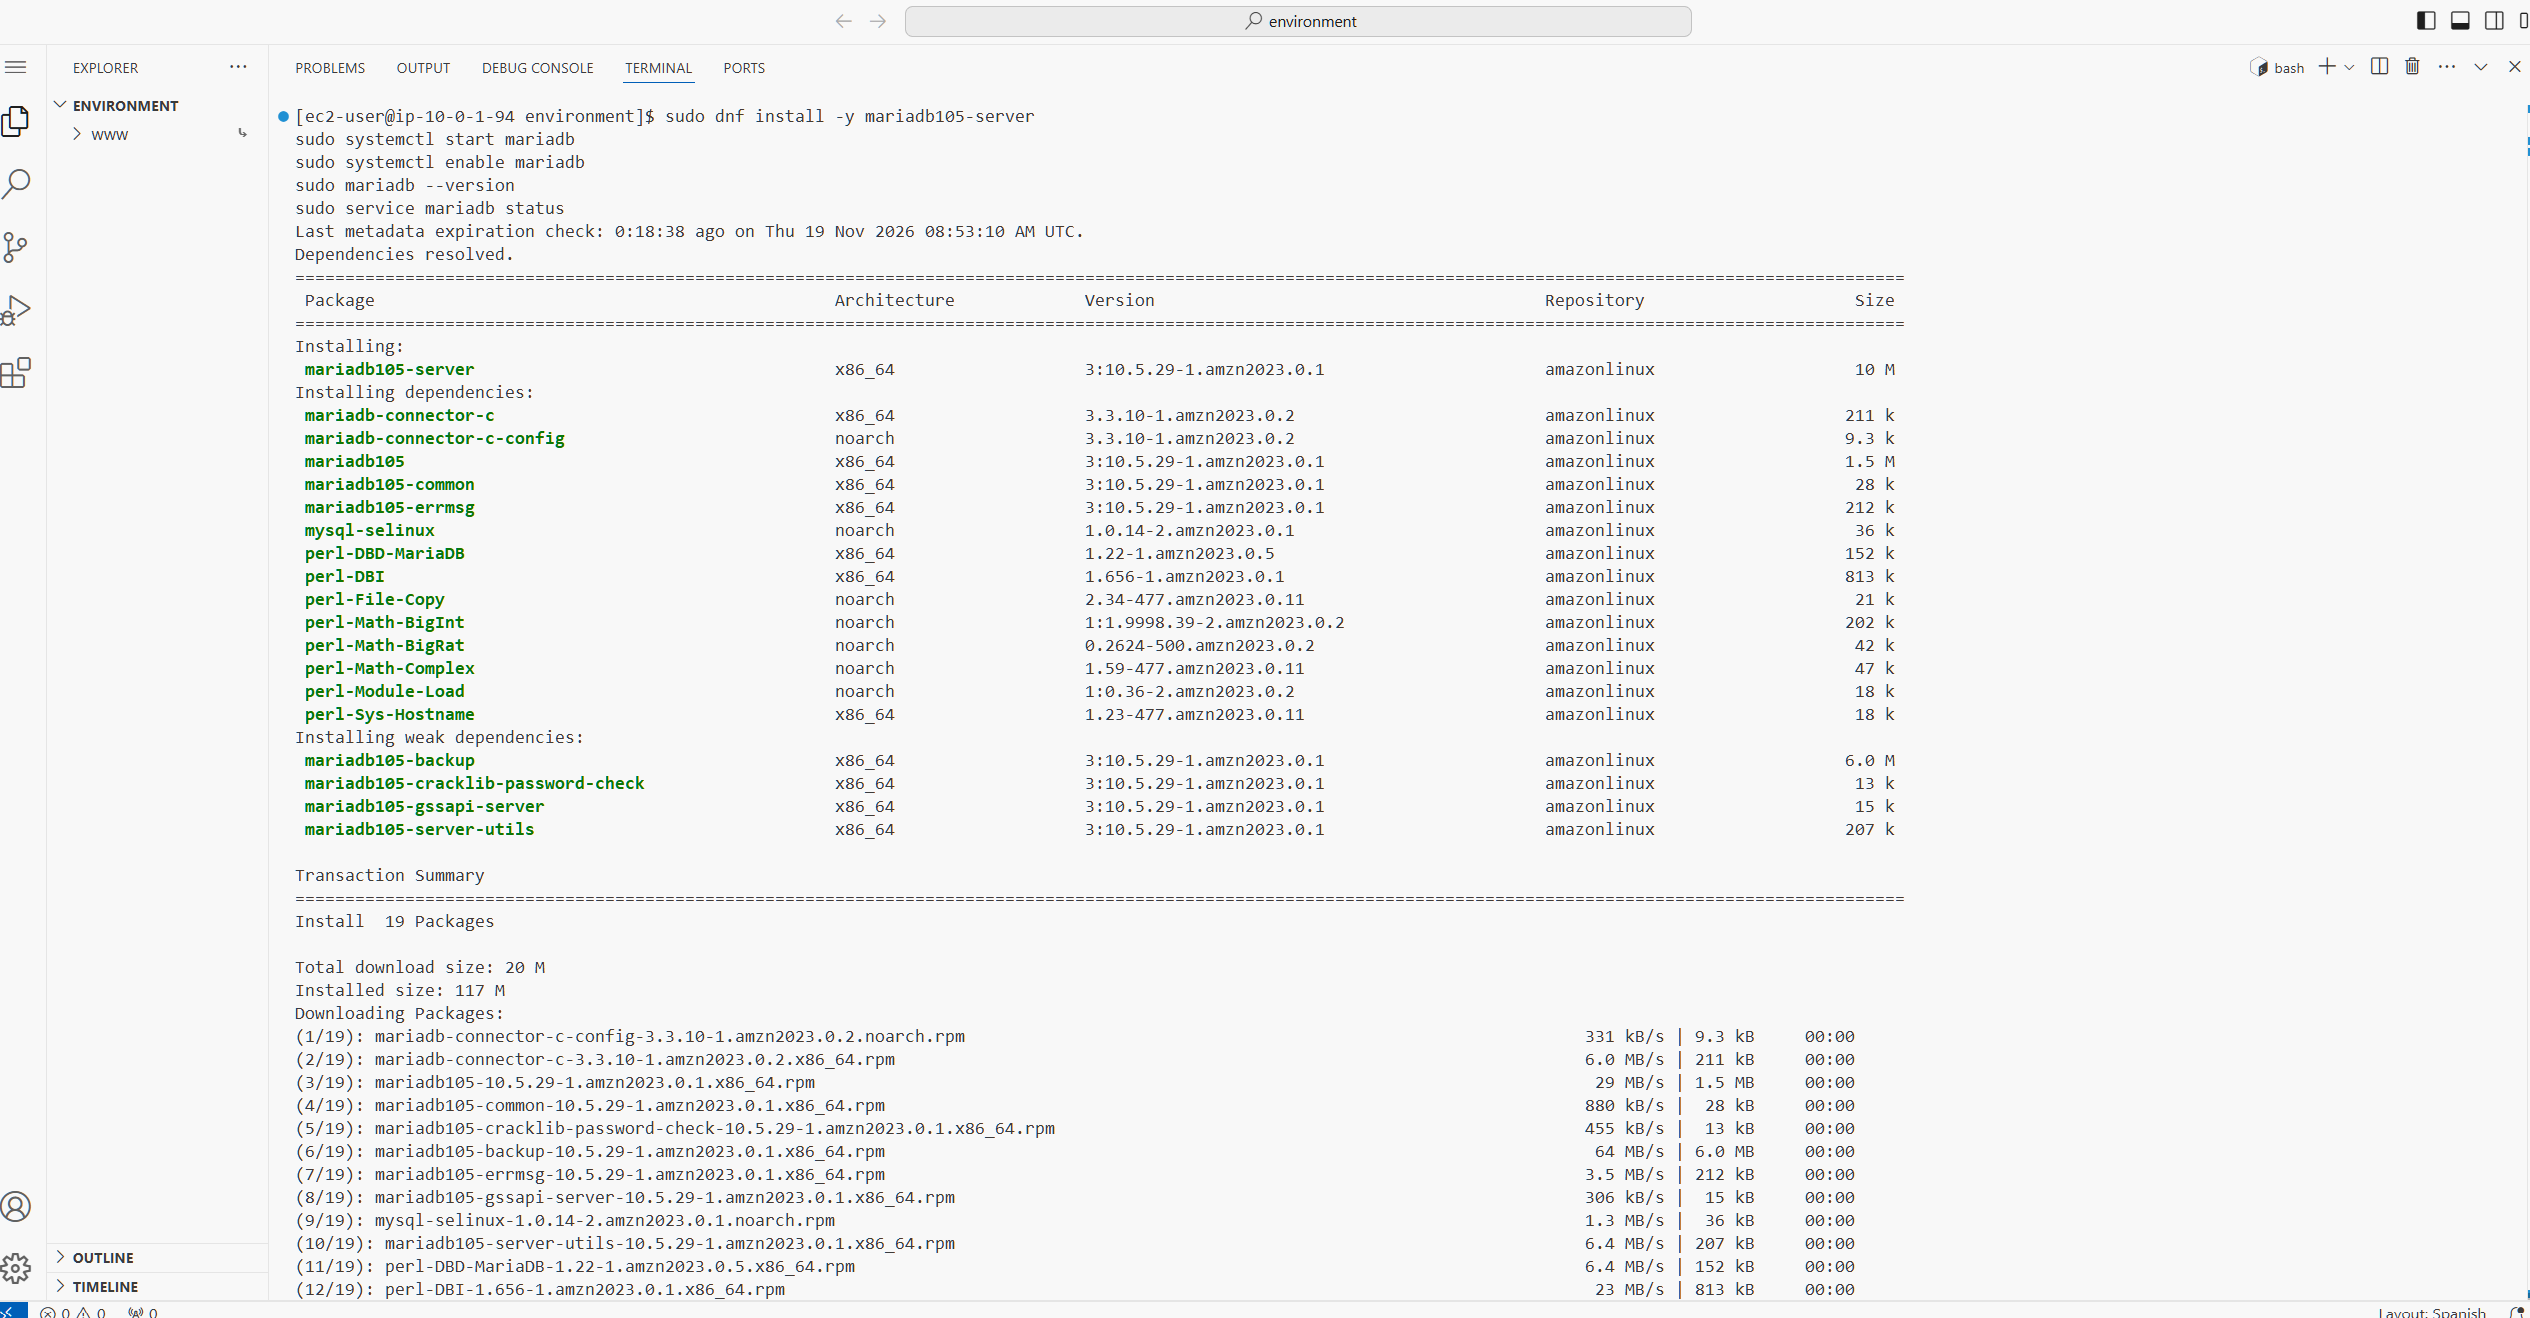 environment
EXPLORER
ENVIRONMENT
www
OUTLINE
TIMELINE
PROBLEMS OUTPUT DEBUG CONSOLE TERMINAL PORTS
bash
[ec2-user@ip-10-0-1-94 environment]$ sudo dnf install -y mariadb105-server
sudo systemctl start mariadb
sudo systemctl enable mariadb
sudo mariadb --version
sudo service mariadb status
Last metadata expiration check: 0:18:38 ago on Thu 19 Nov 2026 08:53:10 AM UTC.
Dependencies resolved.
Package Architecture Version Repository Size
Installing:
mariadb105-server x86_64 3:10.5.29-1.amzn2023.0.1 amazonlinux 10 M
Installing dependencies:
mariadb-connector-c x86_64 3.3.10-1.amzn2023.0.2 amazonlinux 211 k
mariadb-connector-c-config noarch 3.3.10-1.amzn2023.0.2 amazonlinux 9.3 k
mariadb105 x86_64 3:10.5.29-1.amzn2023.0.1 amazonlinux 1.5 M
mariadb105-common x86_64 3:10.5.29-1.amzn2023.0.1 amazonlinux 28 k
mariadb105-errmsg x86_64 3:10.5.29-1.amzn2023.0.1 amazonlinux 212 k
mysql-selinux noarch 1.0.14-2.amzn2023.0.1 amazonlinux 36 k
perl-DBD-MariaDB x86_64 1.22-1.amzn2023.0.5 amazonlinux 152 k
perl-DBI x86_64 1.656-1.amzn2023.0.1 amazonlinux 813 k
perl-File-Copy noarch 2.34-477.amzn2023.0.11 amazonlinux 21 k
perl-Math-BigInt noarch 1:1.9998.39-2.amzn2023.0.2 amazonlinux 202 k
perl-Math-BigRat noarch 0.2624-500.amzn2023.0.2 amazonlinux 42 k
perl-Math-Complex noarch 1.59-477.amzn2023.0.11 amazonlinux 47 k
perl-Module-Load noarch 1:0.36-2.amzn2023.0.2 amazonlinux 18 k
perl-Sys-Hostname x86_64 1.23-477.amzn2023.0.11 amazonlinux 18 k
Installing weak dependencies:
mariadb105-backup x86_64 3:10.5.29-1.amzn2023.0.1 amazonlinux 6.0 M
mariadb105-cracklib-password-check x86_64 3:10.5.29-1.amzn2023.0.1 amazonlinux 13 k
mariadb105-gssapi-server x86_64 3:10.5.29-1.amzn2023.0.1 amazonlinux 15 k
mariadb105-server-utils x86_64 3:10.5.29-1.amzn2023.0.1 amazonlinux 207 k
Transaction Summary
Install 19 Packages
Total download size: 20 M
Installed size: 117 M
Downloading Packages:
(1/19): mariadb-connector-c-config-3.3.10-1.amzn2023.0.2.noarch.rpm 331 kB/s | 9.3 kB 00:00
(2/19): mariadb-connector-c-3.3.10-1.amzn2023.0.2.x86_64.rpm 6.0 MB/s | 211 kB 00:00
(3/19): mariadb105-10.5.29-1.amzn2023.0.1.x86_64.rpm 29 MB/s | 1.5 MB 00:00
(4/19): mariadb105-common-10.5.29-1.amzn2023.0.1.x86_64.rpm 880 kB/s | 28 kB 00:00
(5/19): mariadb105-cracklib-password-check-10.5.29-1.amzn2023.0.1.x86_64.rpm 455 kB/s | 13 kB 00:00
(6/19): mariadb105-backup-10.5.29-1.amzn2023.0.1.x86_64.rpm 64 MB/s | 6.0 MB 00:00
(7/19): mariadb105-errmsg-10.5.29-1.amzn2023.0.1.x86_64.rpm 3.5 MB/s | 212 kB 00:00
(8/19): mariadb105-gssapi-server-10.5.29-1.amzn2023.0.1.x86_64.rpm 306 kB/s | 15 kB 00:00
(9/19): mysql-selinux-1.0.14-2.amzn2023.0.1.noarch.rpm 1.3 MB/s | 36 kB 00:00
(10/19): mariadb105-server-utils-10.5.29-1.amzn2023.0.1.x86_64.rpm 6.4 MB/s | 207 kB 00:00
(11/19): perl-DBD-MariaDB-1.22-1.amzn2023.0.5.x86_64.rpm 6.4 MB/s | 152 kB 00:00
(12/19): perl-DBI-1.656-1.amzn2023.0.1.x86_64.rpm 23 MB/s | 813 kB 00:00
0 0 0 Layout: Spanish